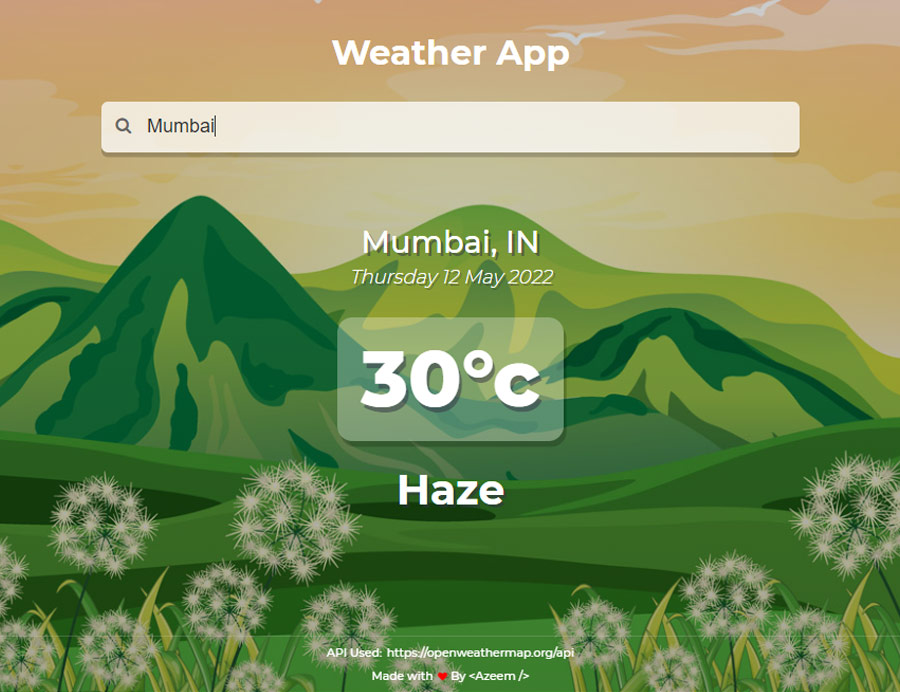 Weather App
Mumbai
Mumbai, IN
Thursday 12 May 2022
30°c
Haze
API Used: https://openweathermap.org/api
Made with ❤ By <Azeem />